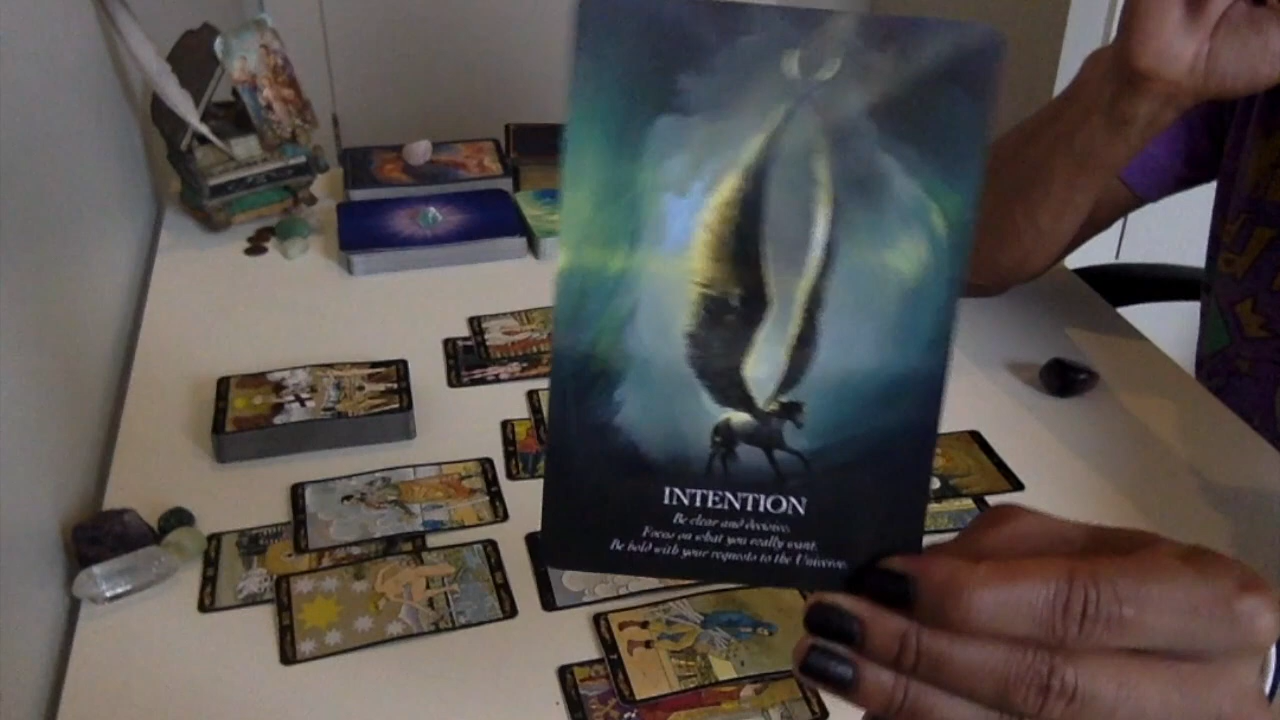 INTENTION
Be clear and decisive.
Focus on what you really want.
Be bold with your requests to the Universe.